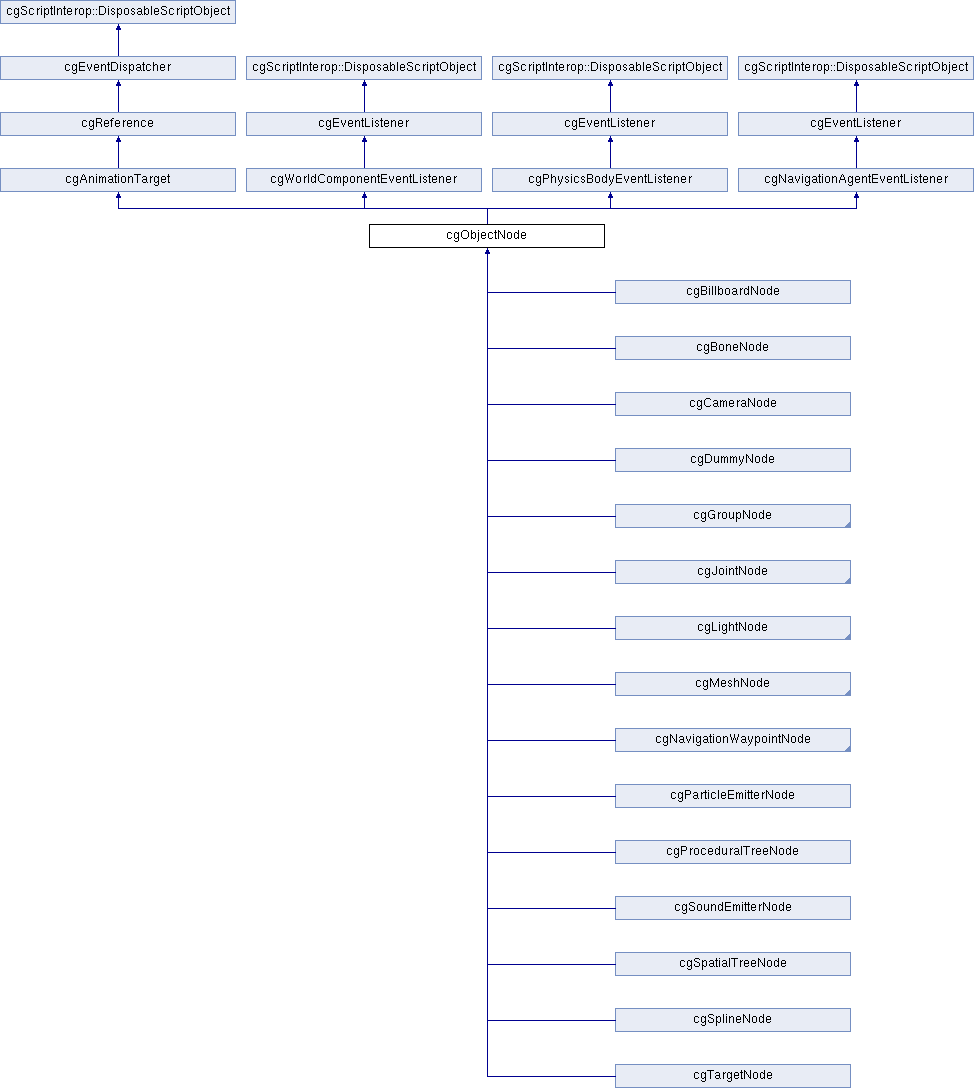 cgScriptInterop::DisposableScriptObject
cgEventDispatcher
cgScriptInterop::DisposableScriptObject
cgScriptInterop::DisposableScriptObject
cgScriptInterop::DisposableScriptObject
cgReference
cgEventListener
cgEventListener
cgEventListener
cgAnimationTarget
cgWorldComponentEventListener
cgPhysicsBodyEventListener
cgNavigationAgentEventListener
cgObjectNode
cgBillboardNode
cgBoneNode
cgCameraNode
cgDummyNode
cgGroupNode
cgJointNode
cgLightNode
cgMeshNode
cgNavigationWaypointNode
cgParticleEmitterNode
cgProceduralTreeNode
cgSoundEmitterNode
cgSpatialTreeNode
cgSplineNode
cgTargetNode